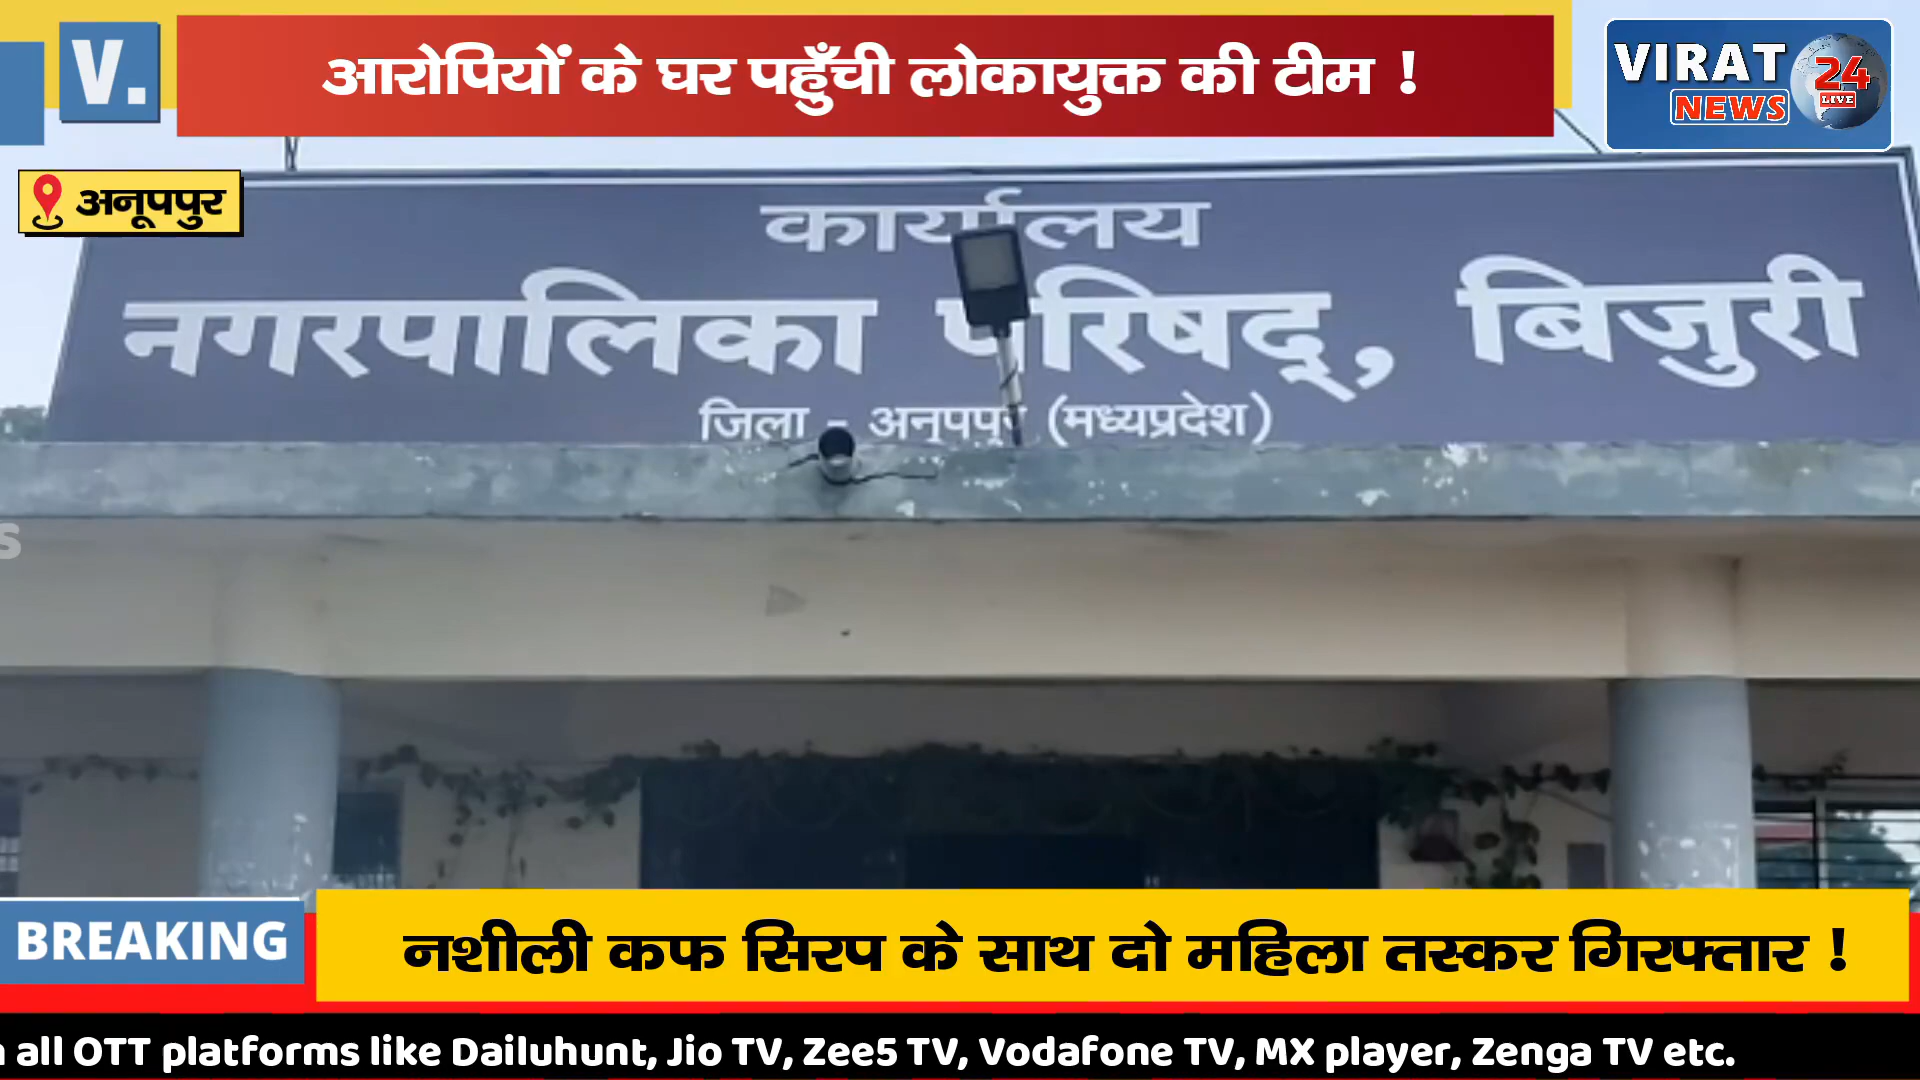 V.
आरोपियों के घर पहुँची लोकायुक्त की टीम !
VIRAT
NEWS
24
LIVE
अनूपपुर
कार्यालय
नगरपालिका परिषद्, बिजुरी
जिला - अनूपपुर (मध्यप्रदेश)
BREAKING
नशीली कफ सिरप के साथ दो महिला तस्कर गिरफ्तार !
all OTT platforms like Dailuhunt, Jio TV, Zee5 TV, Vodafone TV, MX player, Zenga TV etc.